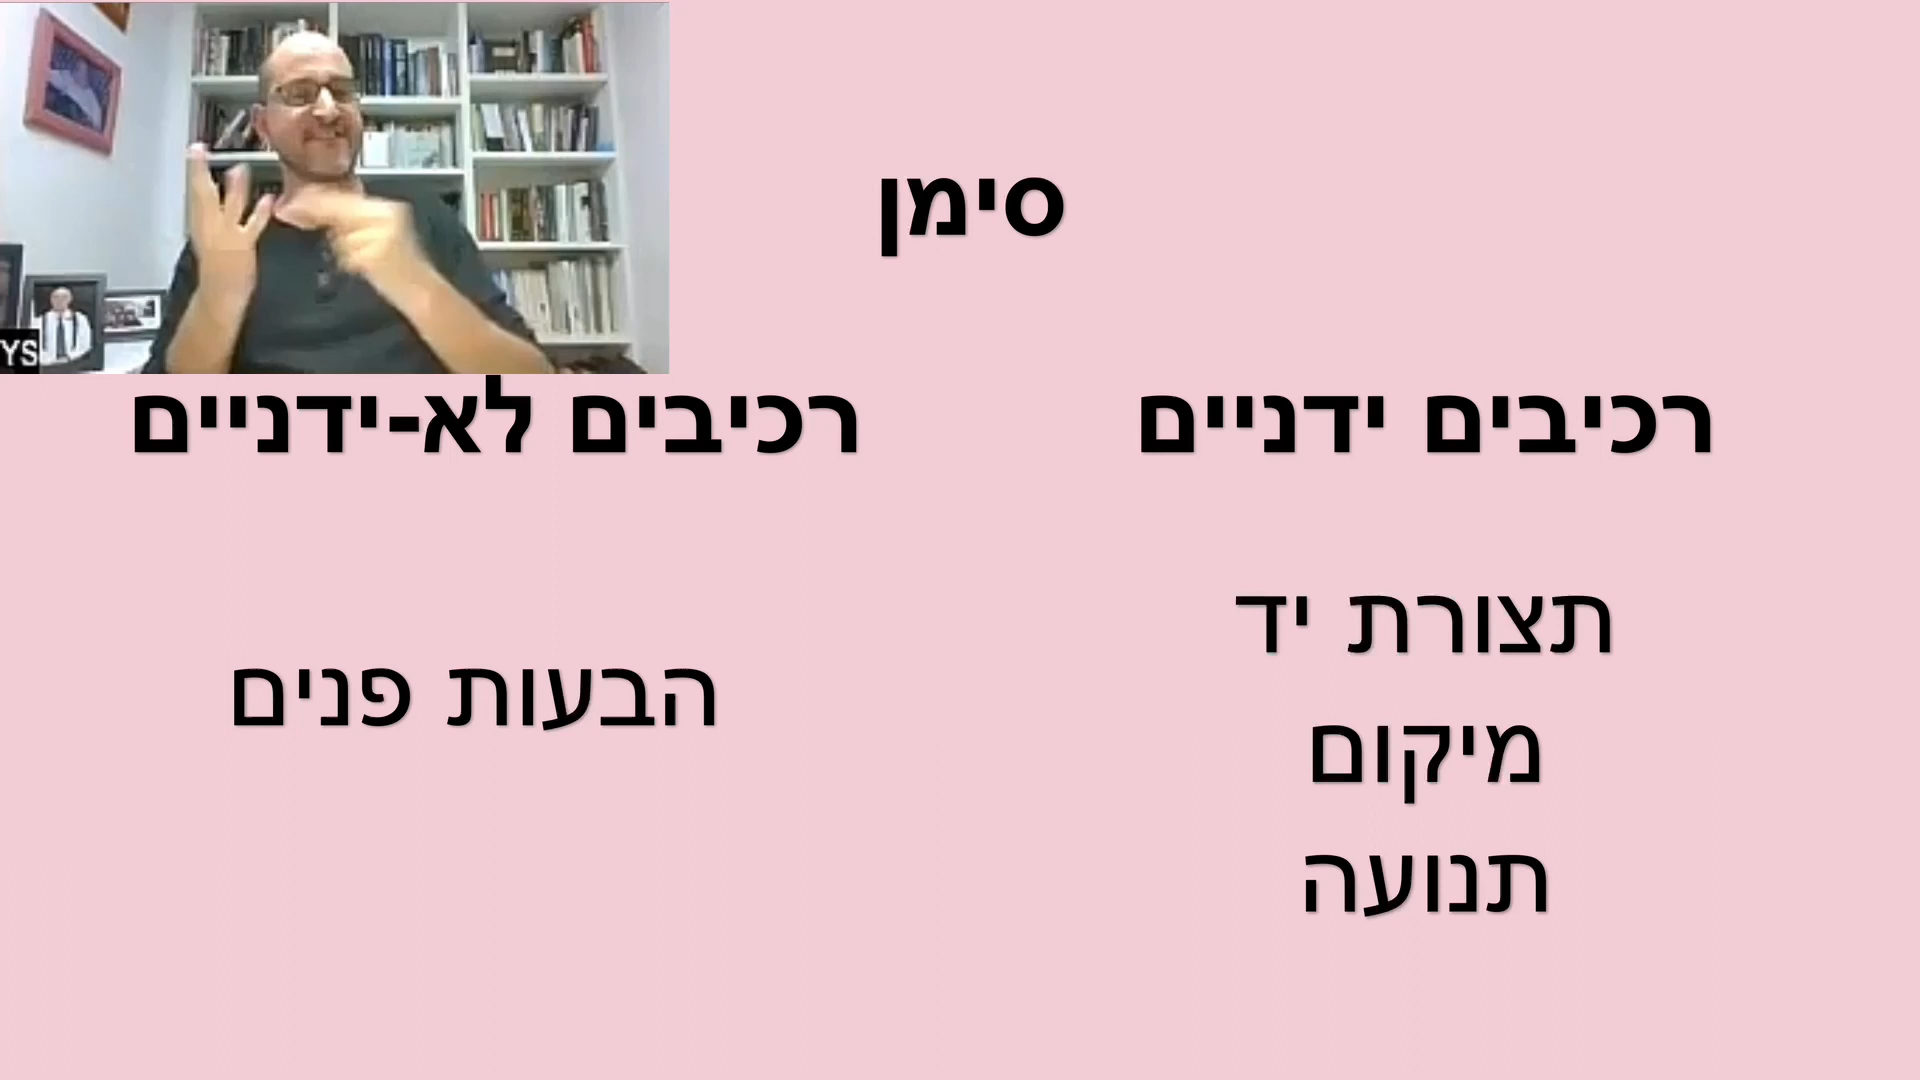 YS
סימן
רכיבים ידניים
רכיבים לא-ידניים
תצורת יד
מיקום
תנועה
הבעות פנים